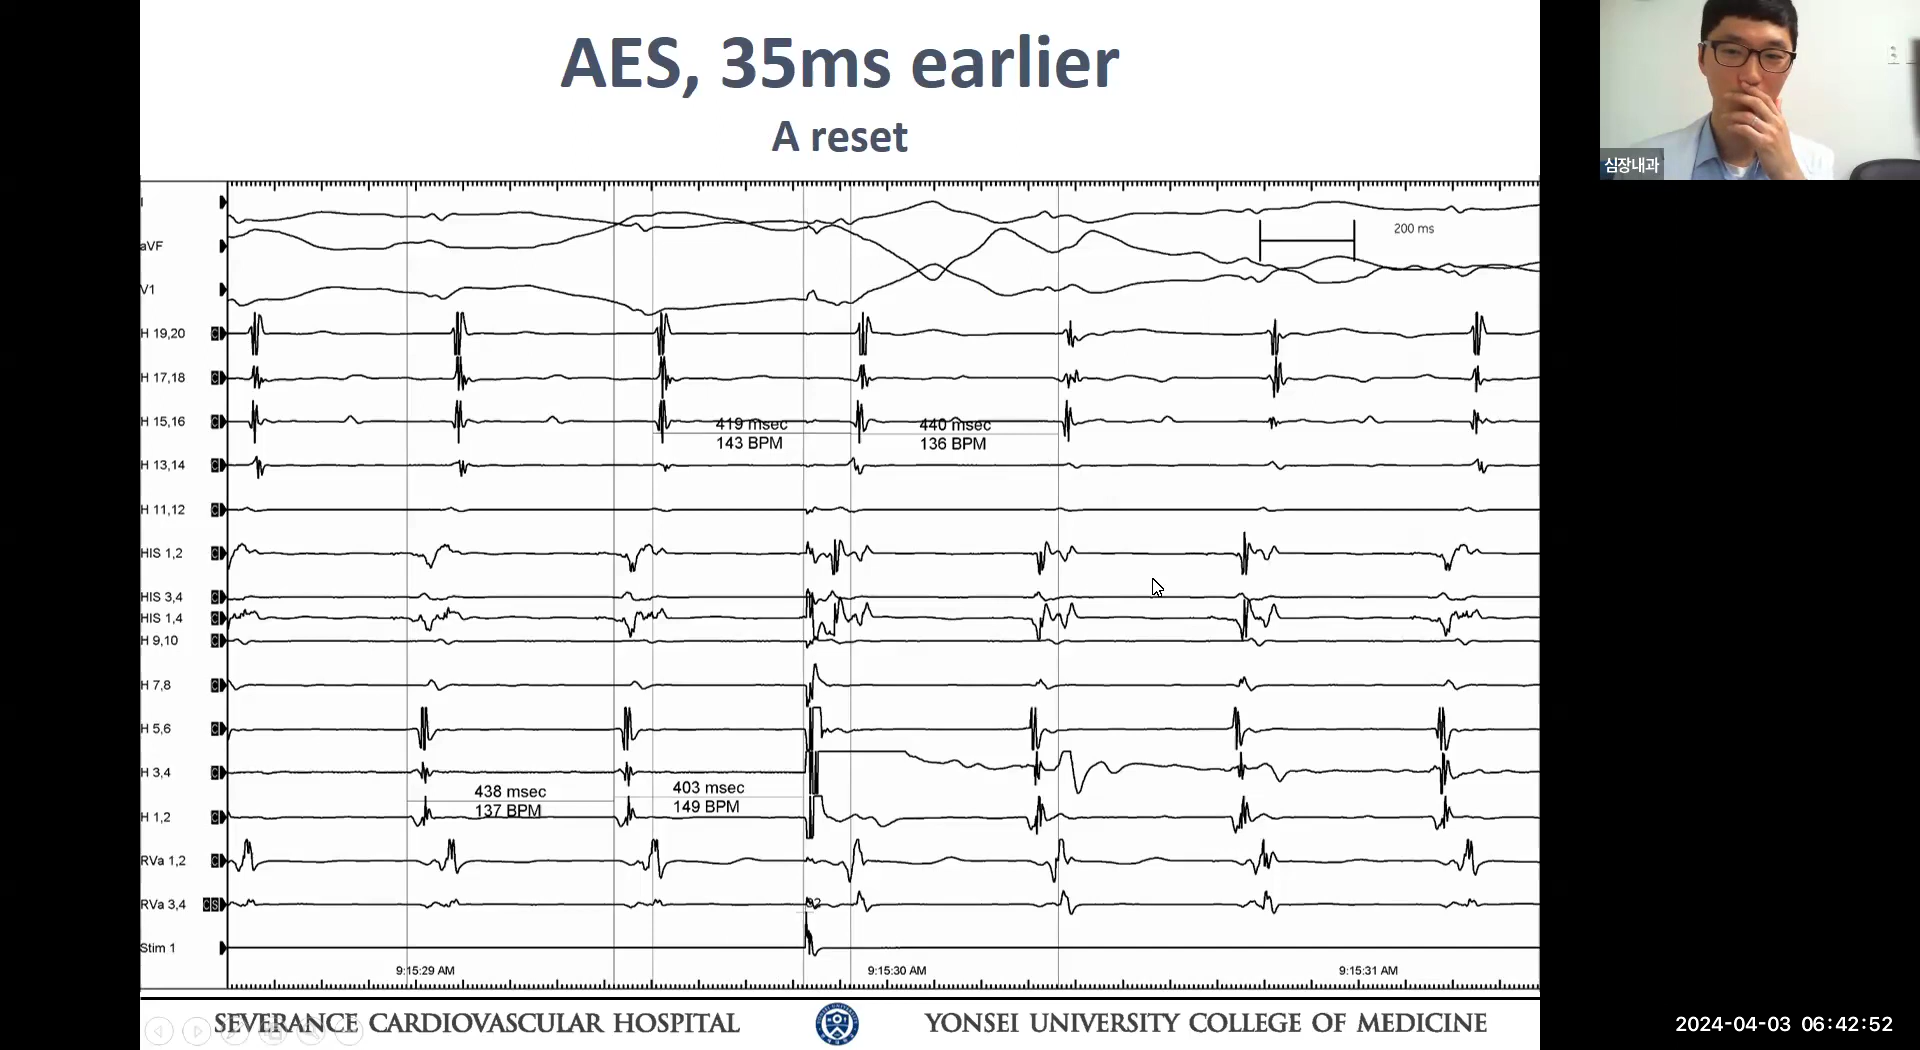 AES, 35ms earlier
A reset
심장내과
I
aVF
200 ms
V1
H 19,20
H 17,18
H 15,16
419 msec
143 BPM
440 msec
136 BPM
H 13,14
H 11,12
HIS 1,2
HIS 3,4
HIS 1,4
H 9,10
H 7,8
H 5,6
H 3,4
438 msec
137 BPM
403 msec
149 BPM
H 1,2
RVa 1,2
RVa 3,4
Stim 1
9:15:29 AM
9:15:30 AM
9:15:31 AM
SEVERANCE CARDIOVASCULAR HOSPITAL
YONSEI UNIVERSITY COLLEGE OF MEDICINE
2024-04-03 06:42:52